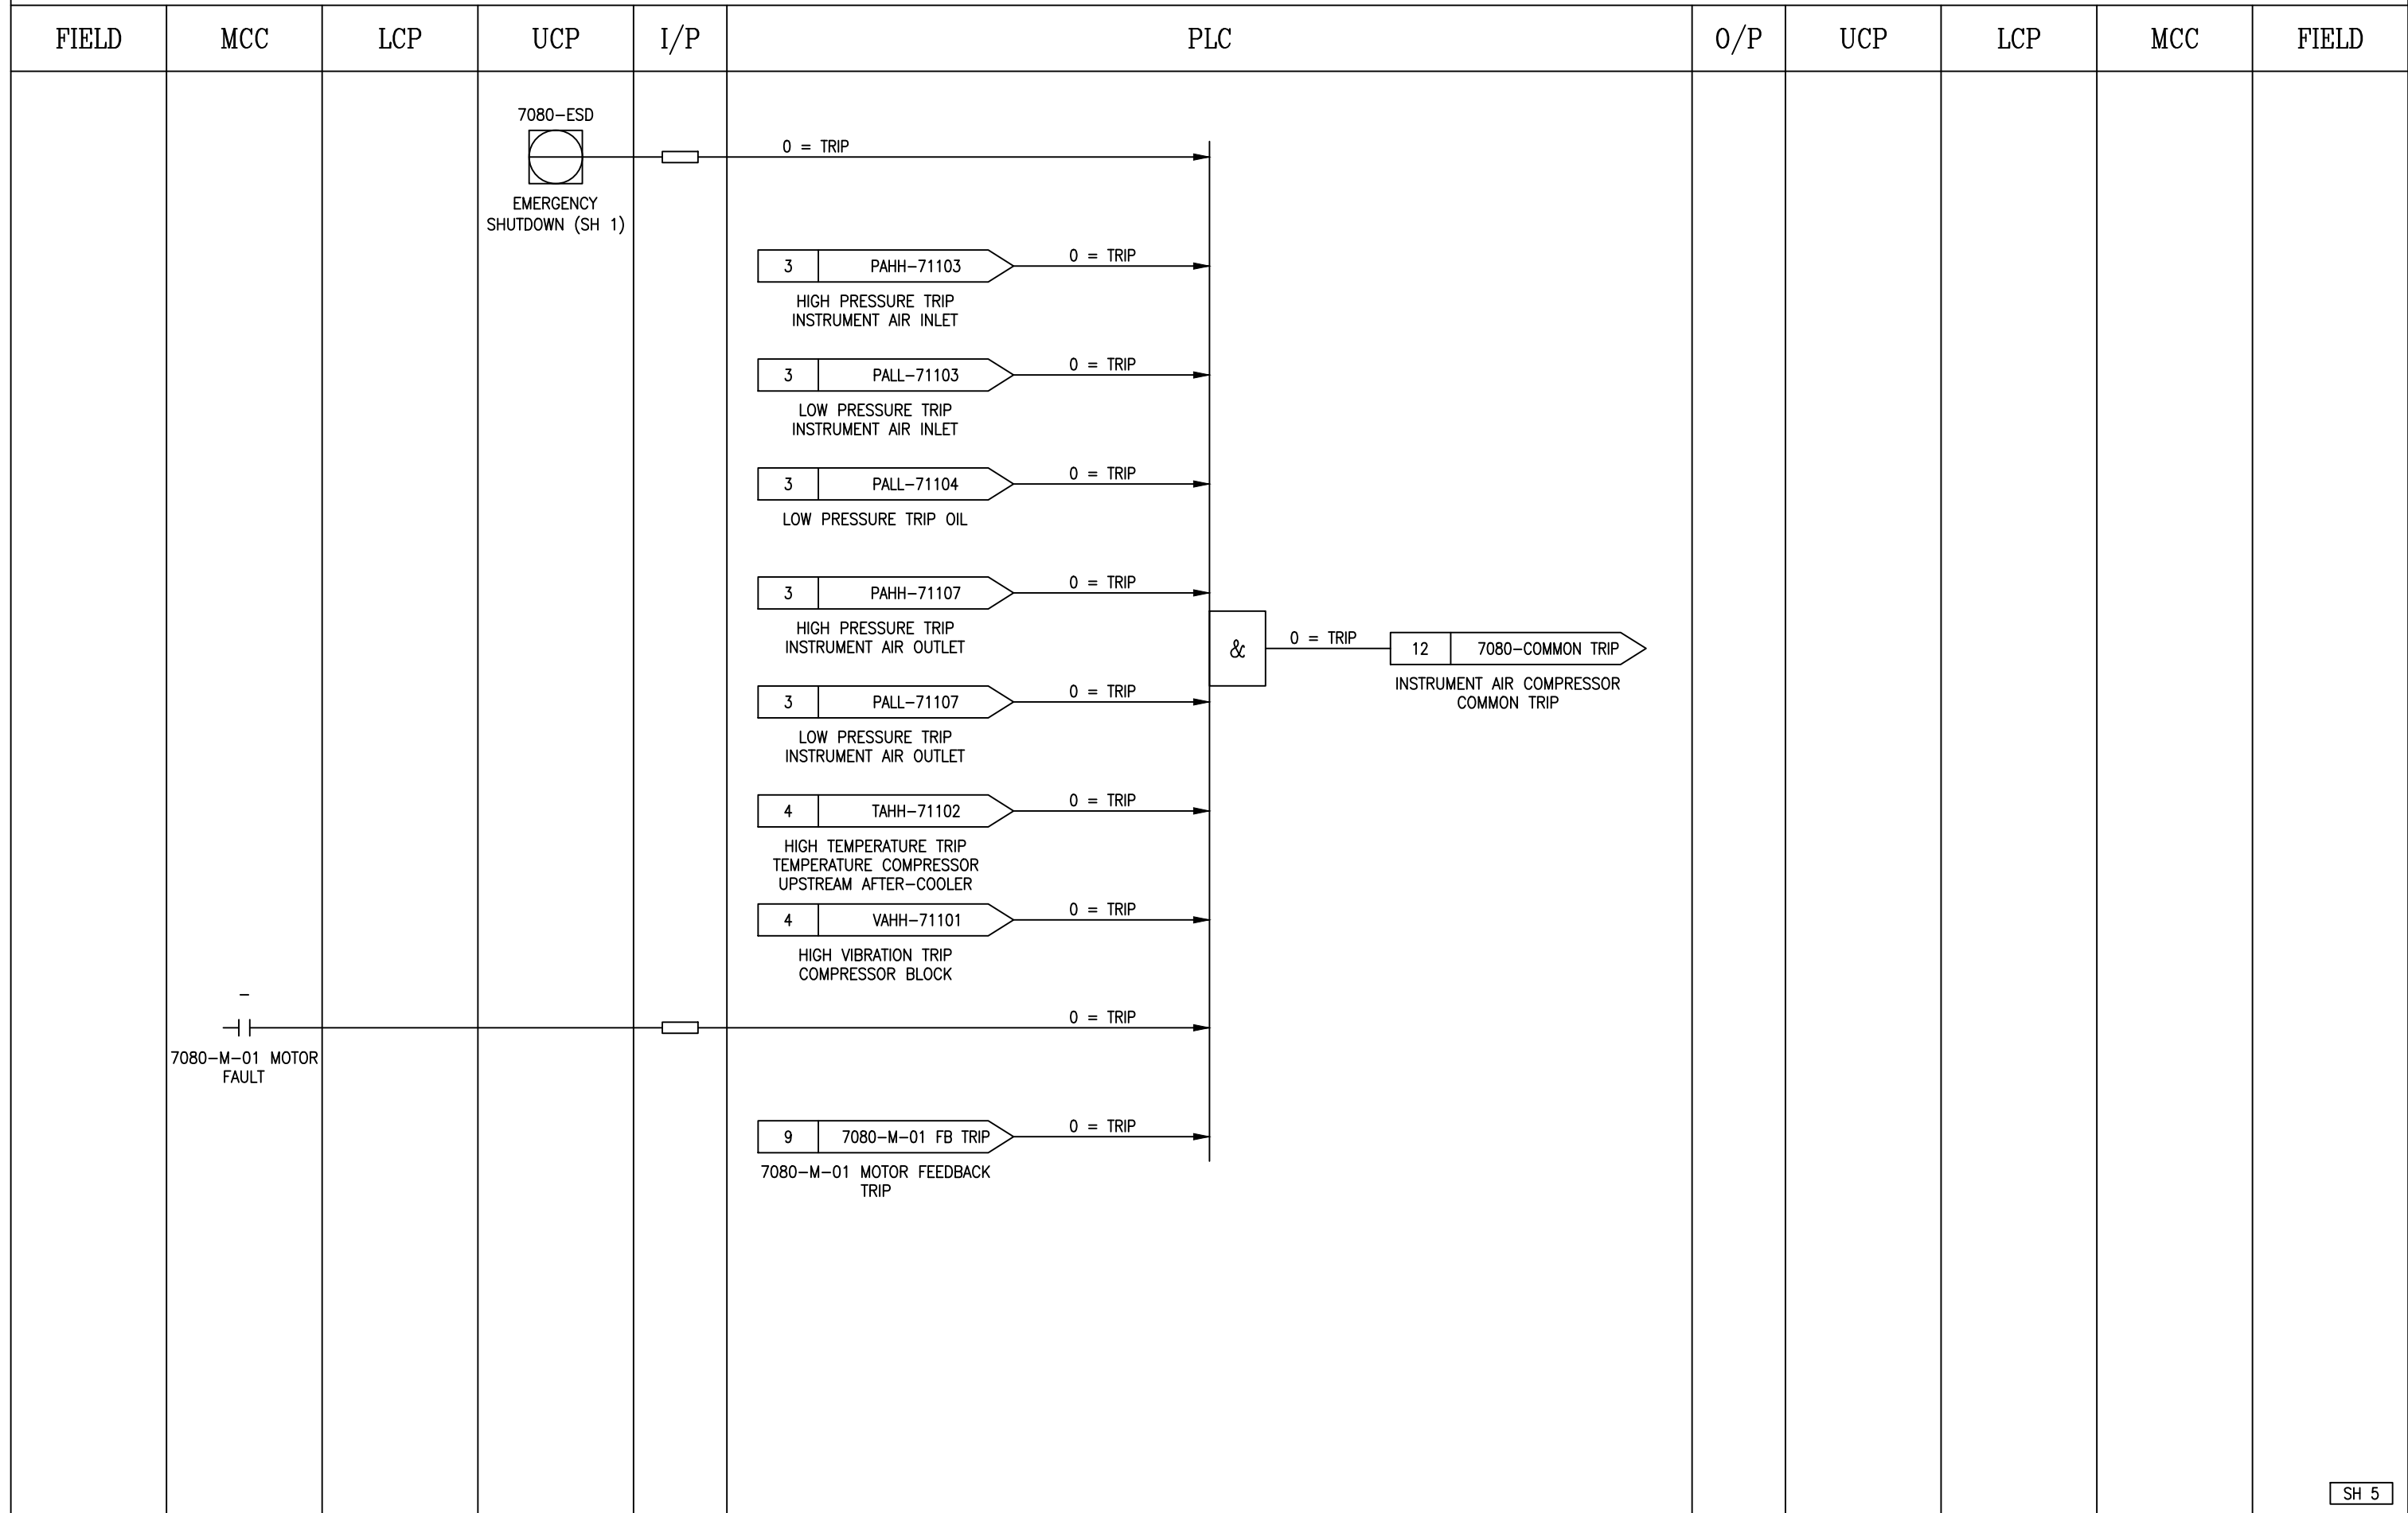 FIELD
MCC
LCP
UCP
I/P
PLC
O/P
UCP
LCP
MCC
FIELD
7080-ESD
EMERGENCY
SHUTDOWN (SH 1)
0 = TRIP
3 PAHH-71103
HIGH PRESSURE TRIP
INSTRUMENT AIR INLET
0 = TRIP
3 PALL-71103
LOW PRESSURE TRIP
INSTRUMENT AIR INLET
0 = TRIP
3 PALL-71104
LOW PRESSURE TRIP OIL
0 = TRIP
3 PAHH-71107
HIGH PRESSURE TRIP
INSTRUMENT AIR OUTLET
0 = TRIP
&
0 = TRIP
12 7080-COMMON TRIP
INSTRUMENT AIR COMPRESSOR
COMMON TRIP
3 PALL-71107
LOW PRESSURE TRIP
INSTRUMENT AIR OUTLET
0 = TRIP
4 TAHH-71102
HIGH TEMPERATURE TRIP
TEMPERATURE COMPRESSOR
UPSTREAM AFTER-COOLER
0 = TRIP
4 VAHH-71101
HIGH VIBRATION TRIP
COMPRESSOR BLOCK
0 = TRIP
-
7080-M-01 MOTOR
FAULT
0 = TRIP
9 7080-M-01 FB TRIP
7080-M-01 MOTOR FEEDBACK
TRIP
0 = TRIP
SH 5